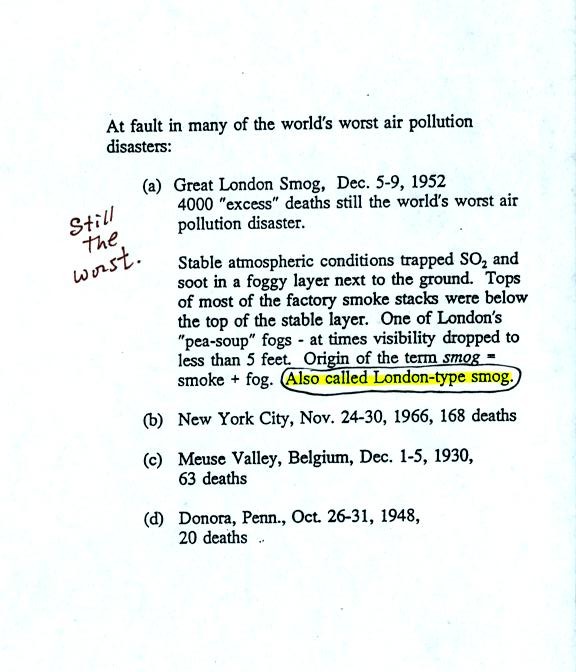 At fault in many of the world's worst air pollution
disasters:
(a) Great London Smog, Dec. 5-9, 1952
4000 "excess" deaths still the world's worst air
pollution disaster.
Still
the
worst.
Stable atmospheric conditions trapped SO₂ and
soot in a foggy layer next to the ground. Tops
of most of the factory smoke stacks were below
the top of the stable layer. One of London's
"pea-soup" fogs - at times visibility dropped to
less than 5 feet. Origin of the term smog =
smoke + fog. Also called London-type smog.
(b) New York City, Nov. 24-30, 1966, 168 deaths
(c) Meuse Valley, Belgium, Dec. 1-5, 1930,
63 deaths
(d) Donora, Penn., Oct. 26-31, 1948,
20 deaths